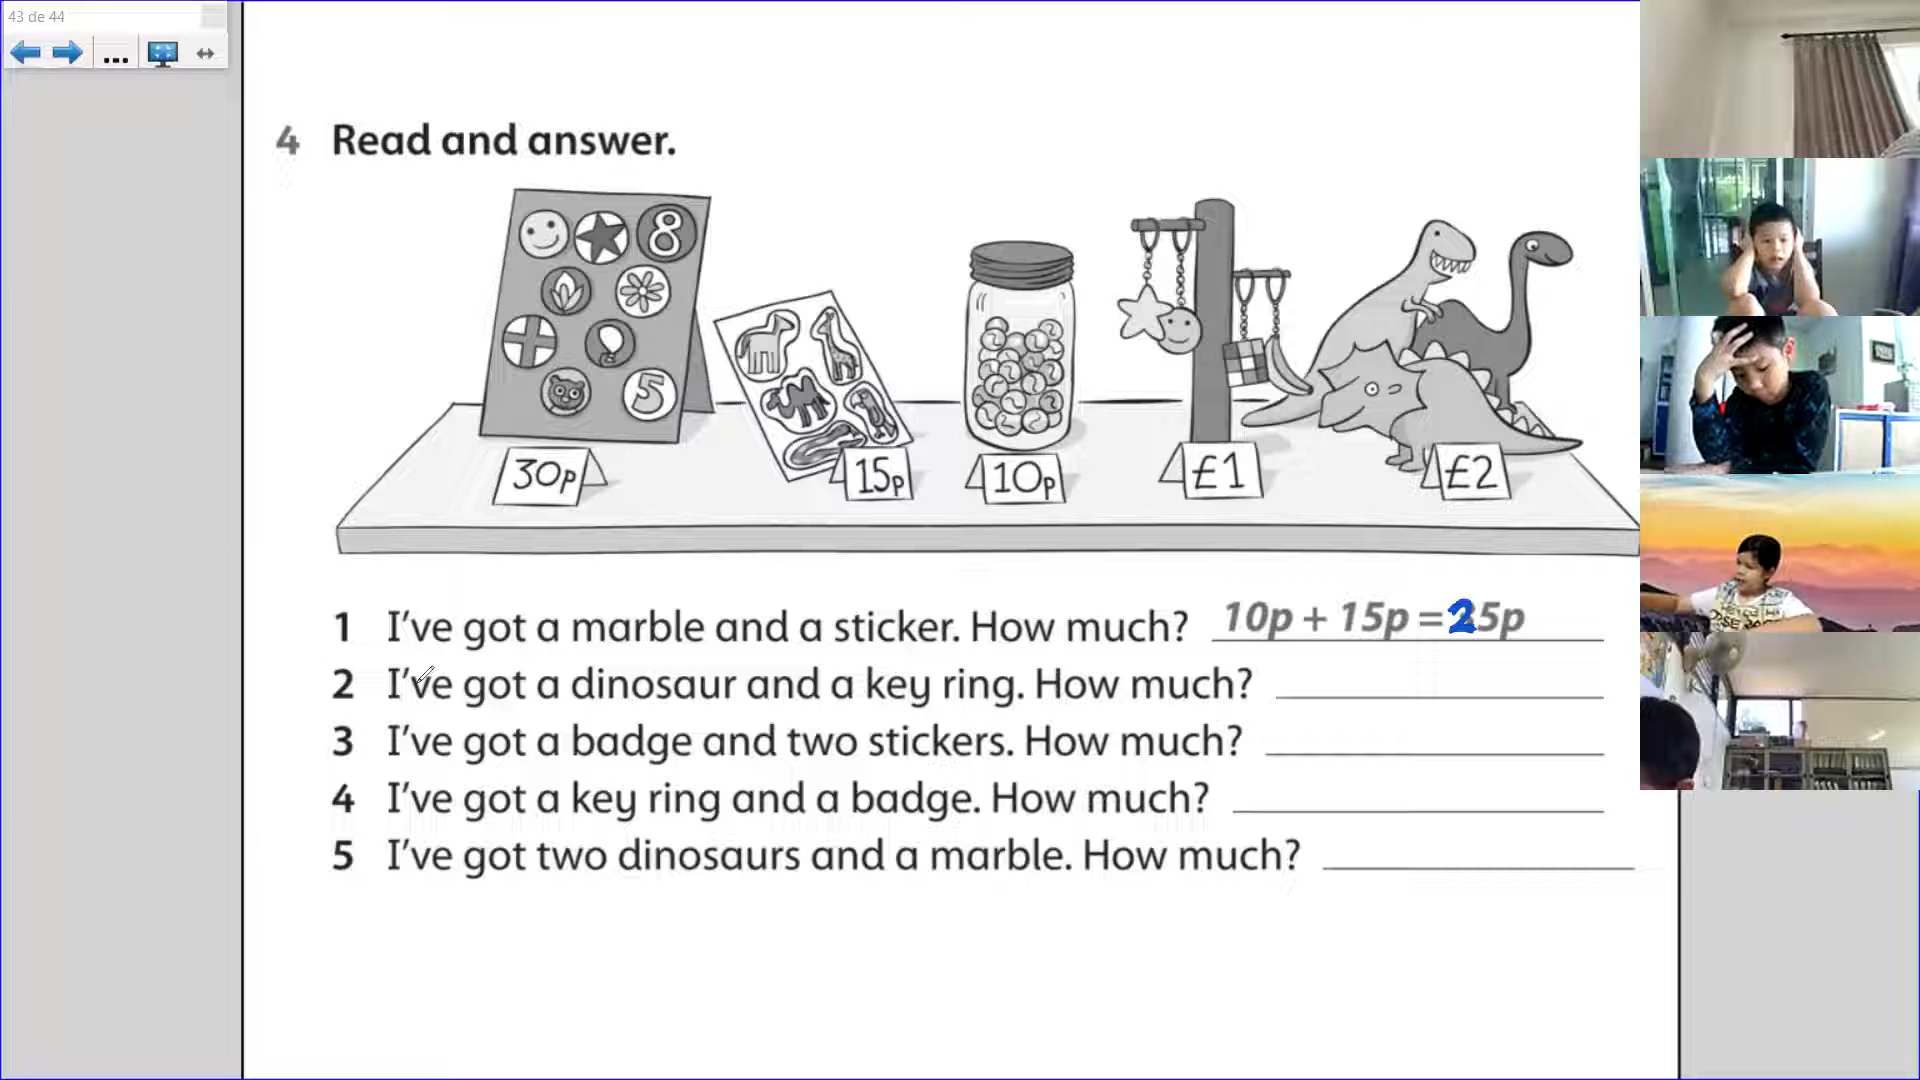 43 de 44
...
4 Read and answer.
8
5
30p 15p 10p £1 £2
1 I've got a marble and a sticker. How much? 10p + 15p = 25p
2 I've got a dinosaur and a key ring. How much?
3 I've got a badge and two stickers. How much?
4 I've got a key ring and a badge. How much?
5 I've got two dinosaurs and a marble. How much?